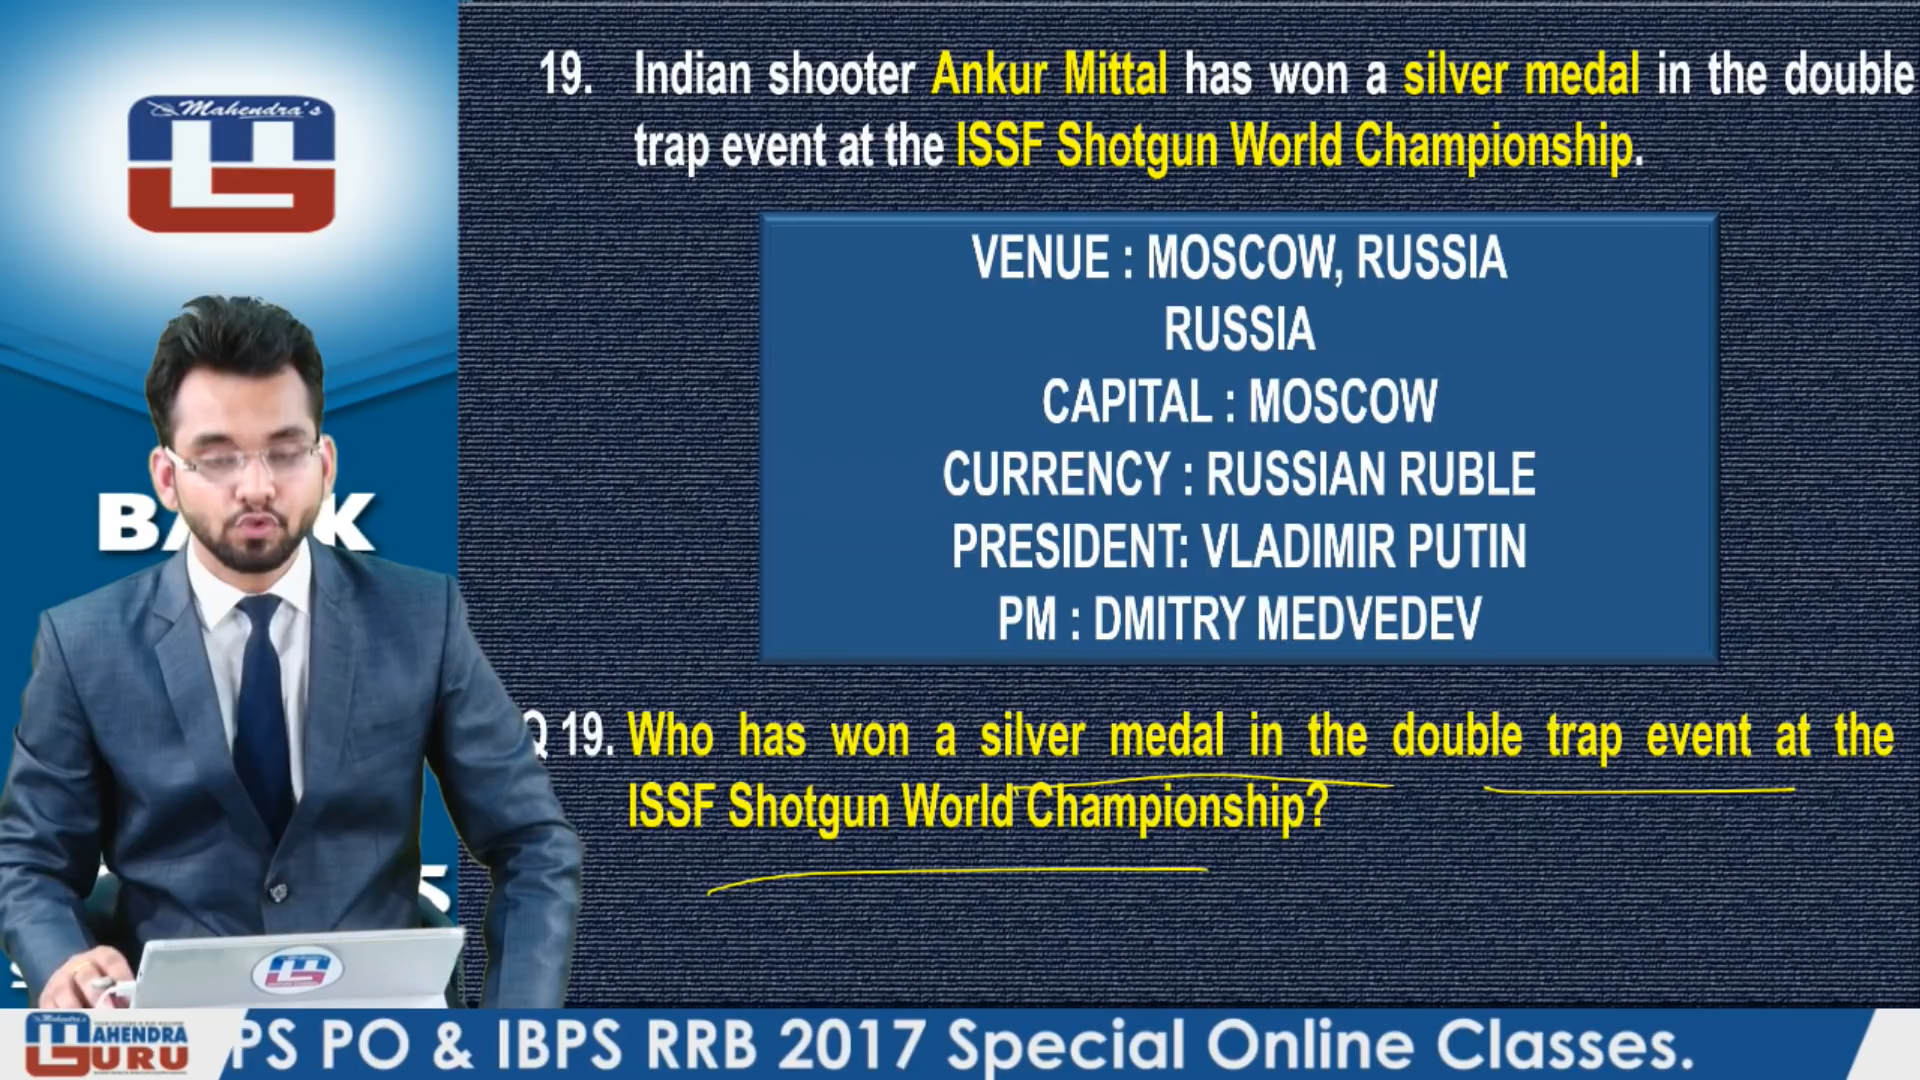 Mahendra's
19. Indian shooter Ankur Mittal has won a silver medal in the double
trap event at the ISSF Shotgun World Championship.
VENUE : MOSCOW, RUSSIA
RUSSIA
CAPITAL : MOSCOW
CURRENCY : RUSSIAN RUBLE
PRESIDENT: VLADIMIR PUTIN
PM : DMITRY MEDVEDEV
Q 19. Who has won a silver medal in the double trap event at the
ISSF Shotgun World Championship?
Mahendra's
MAHENDRA
GURU
PS PO & IBPS RRB 2017 Special Online Classes.